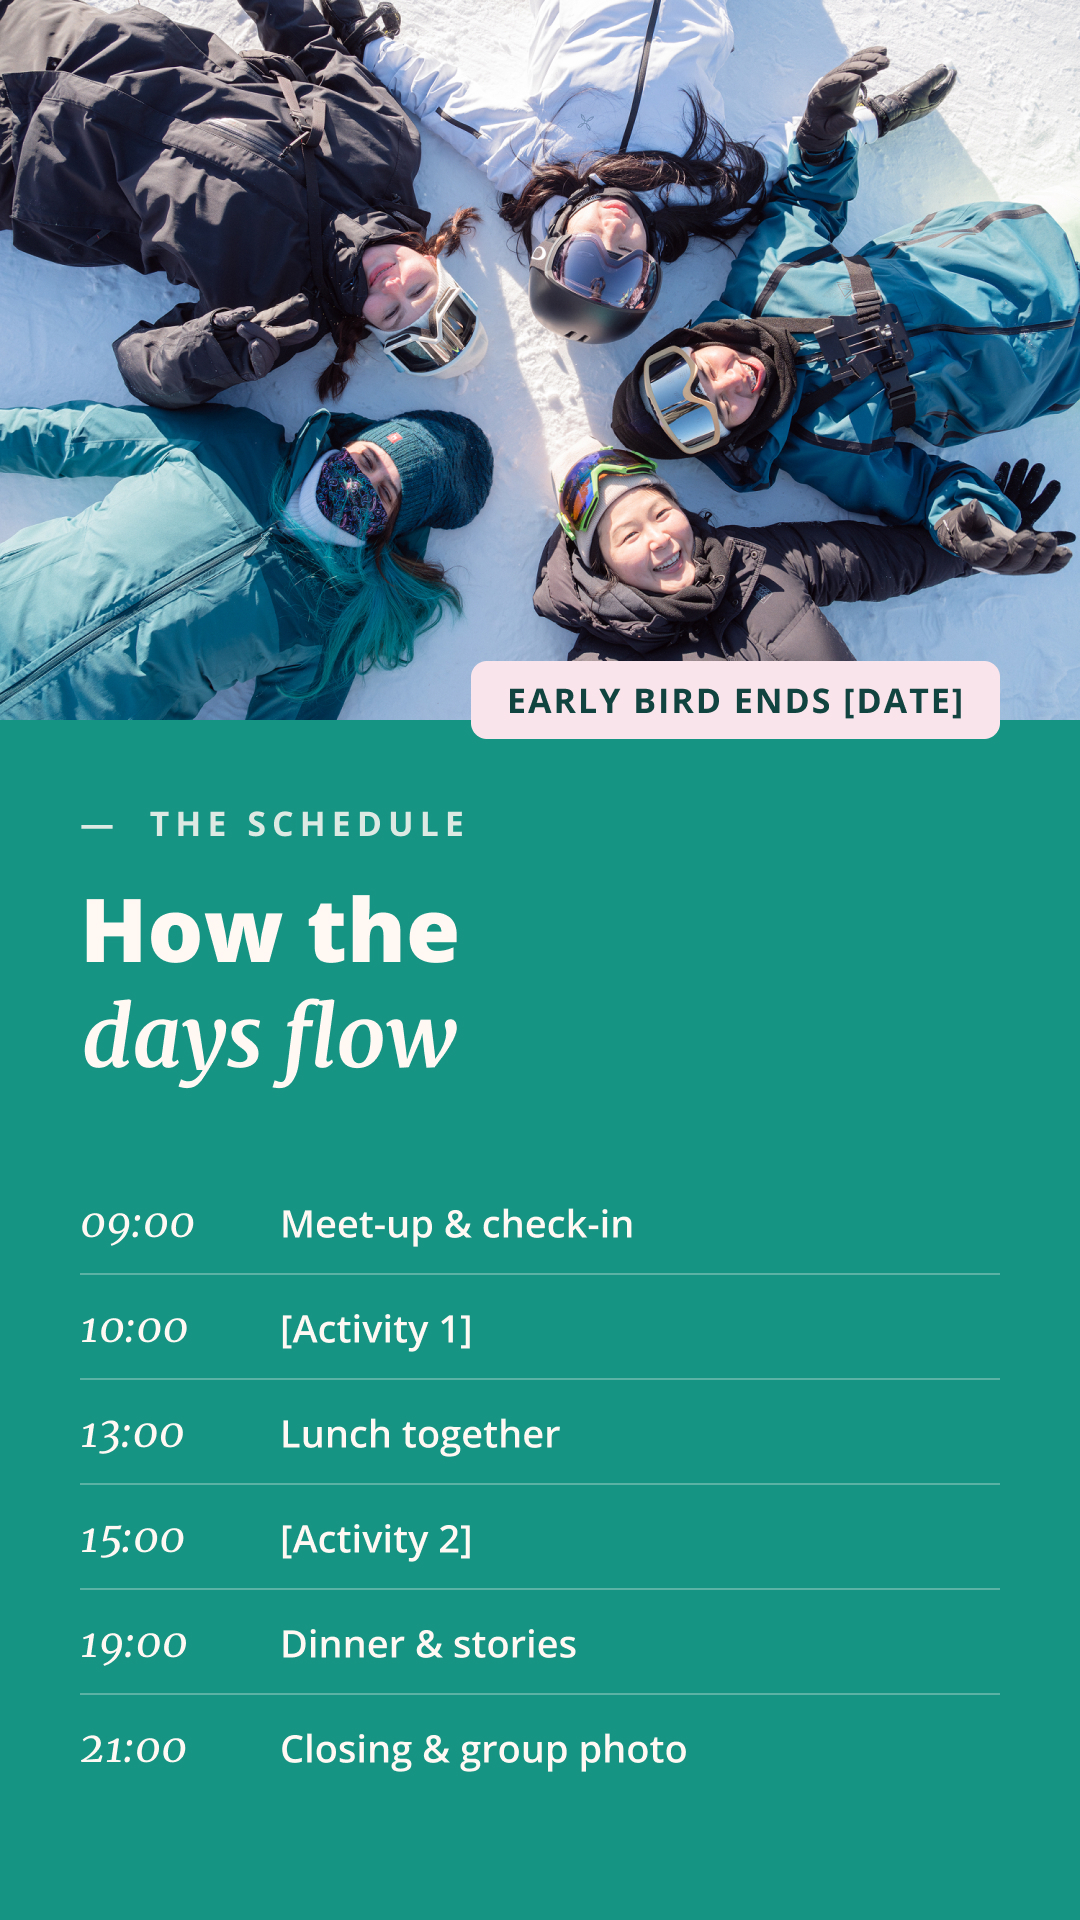 EARLY BIRD ENDS [DATE]
— THE SCHEDULE
How the
days flow
09:00 Meet-up & check-in
10:00 [Activity 1]
13:00 Lunch together
15:00 [Activity 2]
19:00 Dinner & stories
21:00 Closing & group photo